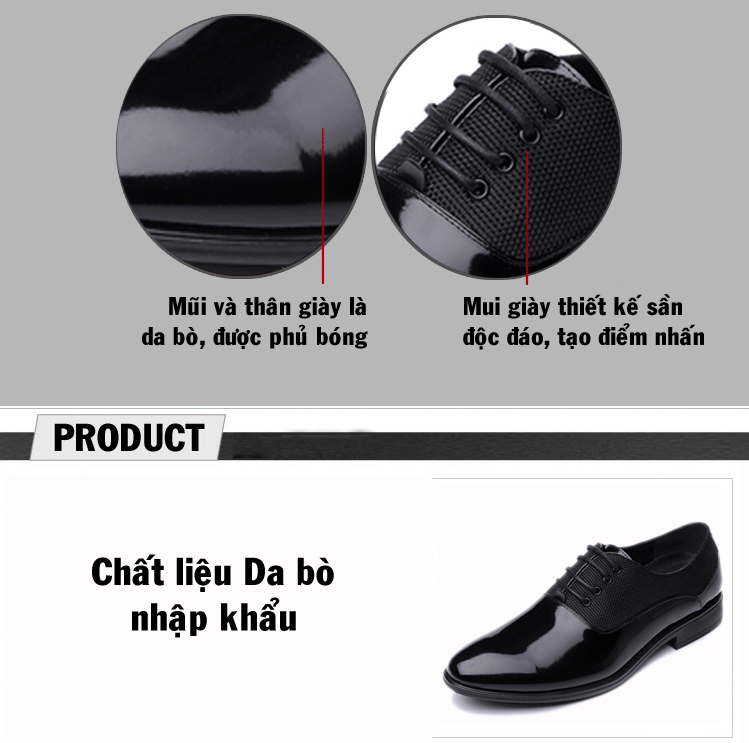 Mũi và thân giày là
da bò, được phủ bóng
Mui giày thiết kế sần
độc đáo, tạo điểm nhấn
PRODUCT
Chất liệu Da bò
nhập khẩu